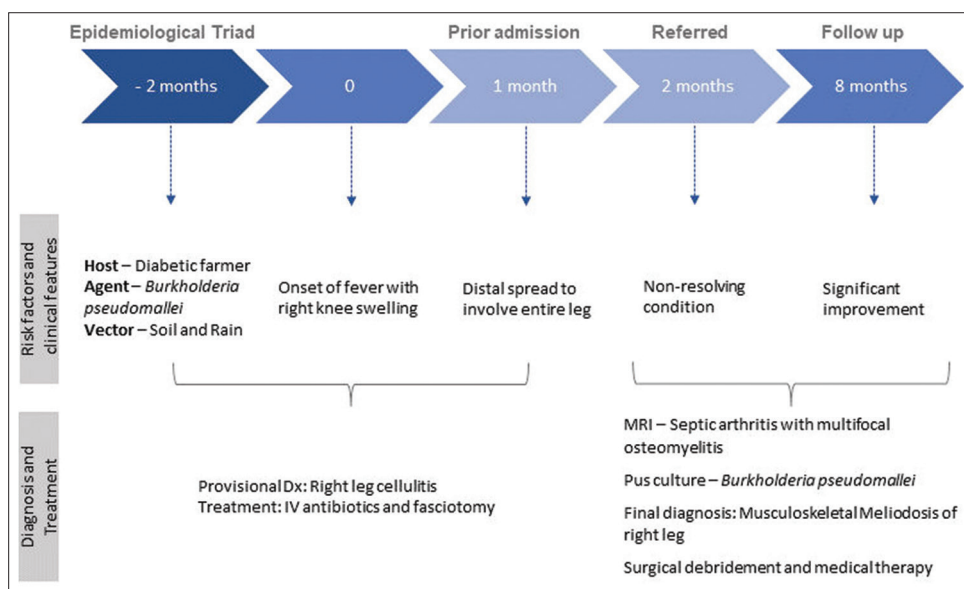 Epidemiological Triad
Prior admission
Referred
Follow up
- 2 months
0
1 month
2 months
8 months
Risk factors and
clinical features
Host – Diabetic farmer
Agent – Burkholderia
pseudomallei
Vector – Soil and Rain
Onset of fever with
right knee swelling
Distal spread to
involve entire leg
Non-resolving
condition
Significant
improvement
Diagnosis and
Treatment
Provisional Dx: Right leg cellulitis
Treatment: IV antibiotics and fasciotomy
MRI – Septic arthritis with multifocal
osteomyelitis
Pus culture – Burkholderia pseudomallei
Final diagnosis: Musculoskeletal Meliodosis of
right leg
Surgical debridement and medical therapy